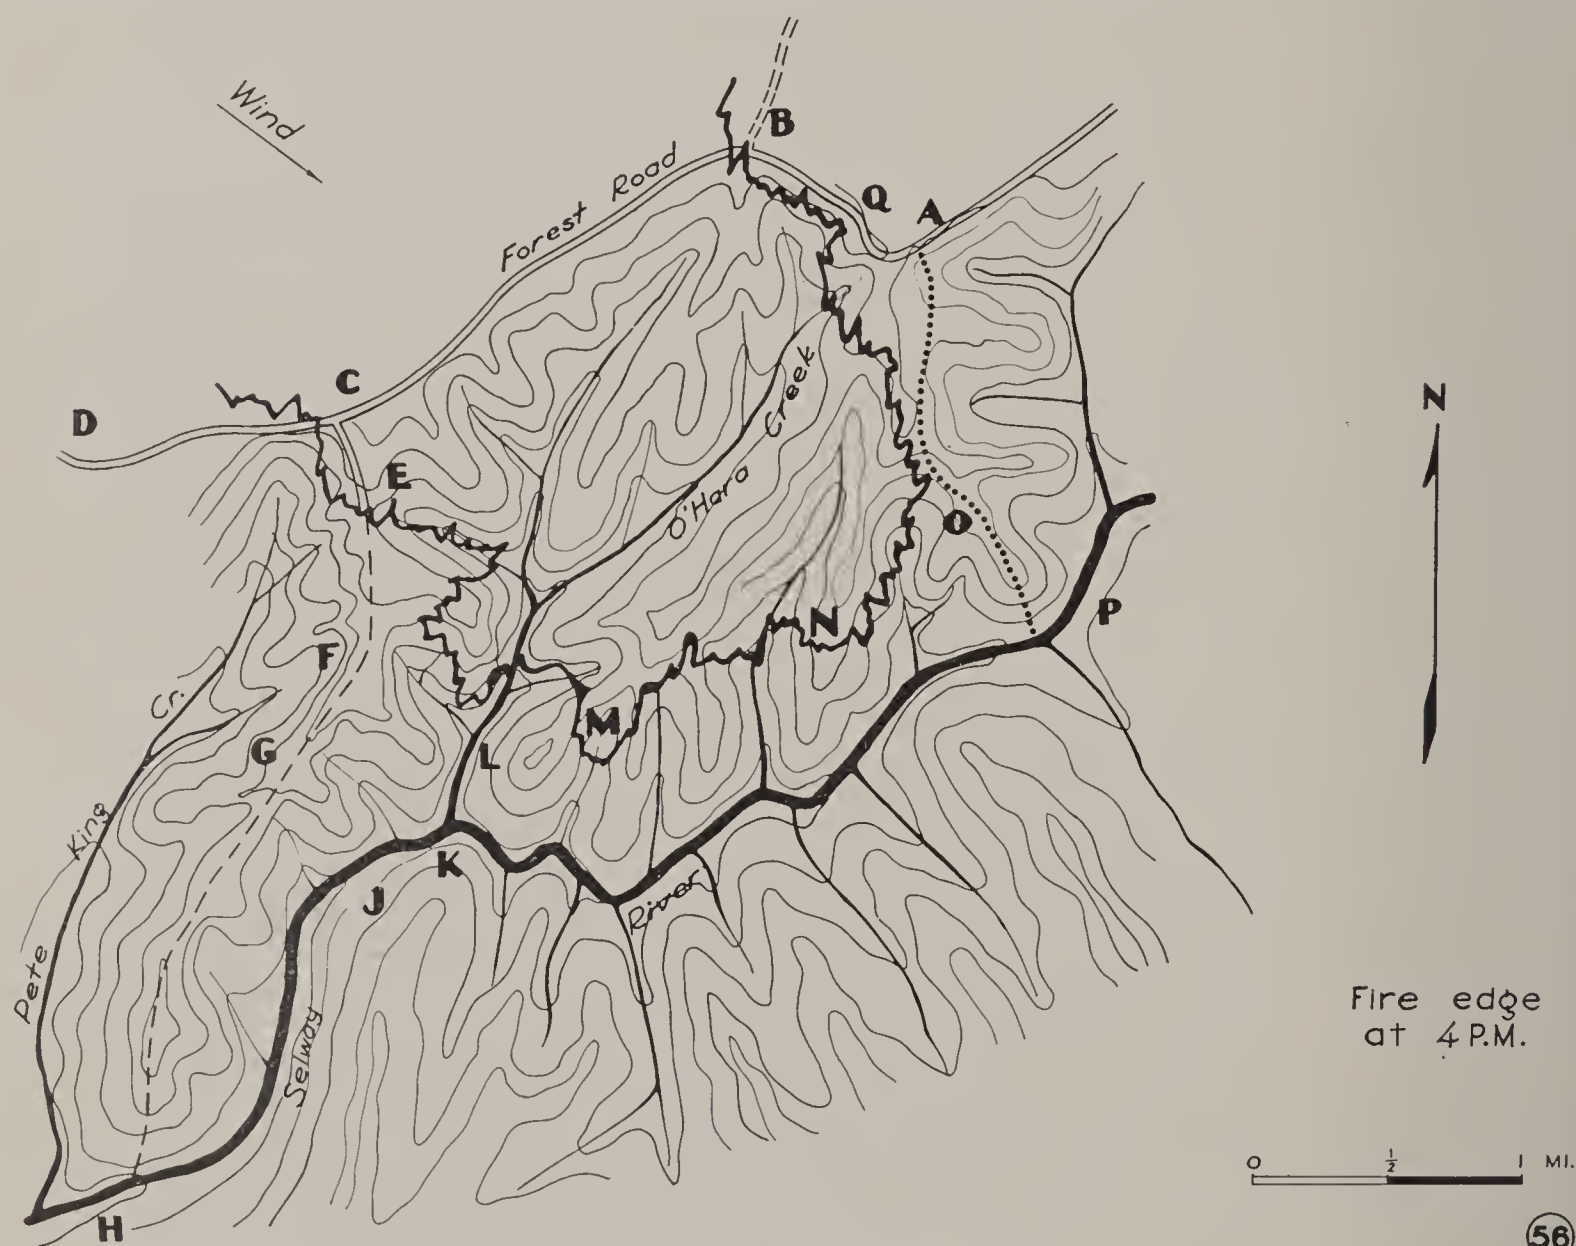 Wind
B
Forest Road
Q
A
C
D
E
O'Hara Creek
N
O
P
F
Pete King Cr.
G
N
M
L
K
J
River
Selway
H
Fire edge
at 4 P.M.
0 ½ 1 MI.
56